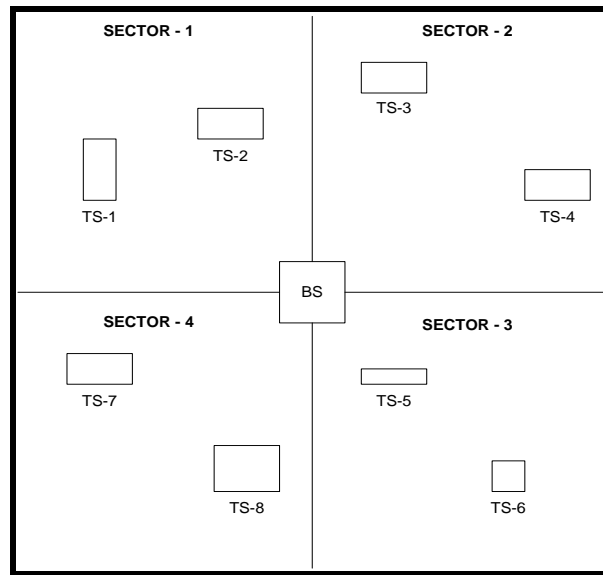 SECTOR - 1
SECTOR - 2
TS-3
TS-2
TS-1
TS-4
BS
SECTOR - 4
SECTOR - 3
TS-7
TS-5
TS-8
TS-6